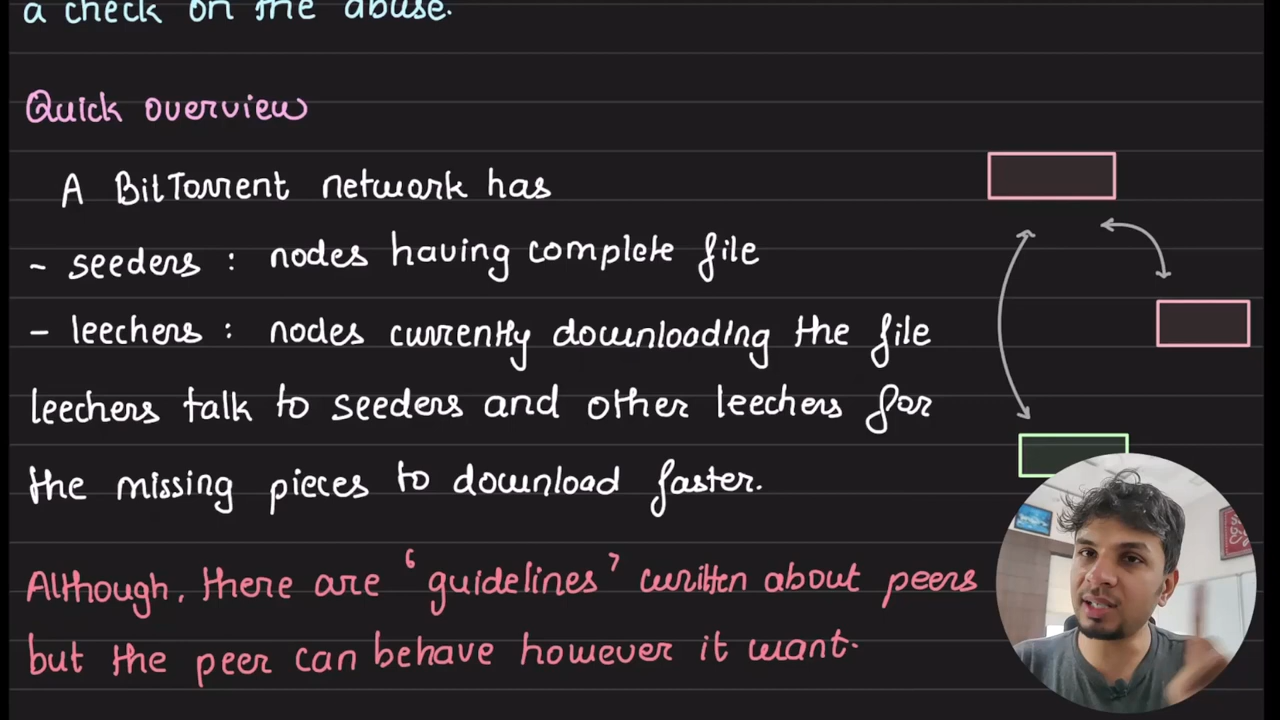 a check on the abuse.
Quick overview
A BitTorrent network has
- seeders : nodes having complete file
- leechers : nodes currently downloading the file
leechers talk to seeders and other leechers for
the missing pieces to download faster.
Although, there are ‘guidelines’ written about peers
but the peer can behave however it want.